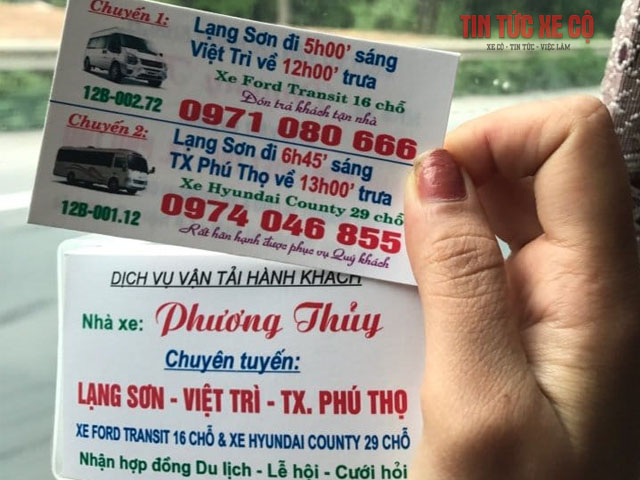 TIN TỨC XE CỘ
XE CỘ - TIN TỨC - VIỆC LÀM
Chuyến 1:
Lạng Sơn đi 5h00' sáng
Việt Trì về 12h00' trưa
Xe Ford Transit 16 chỗ
Đón trả khách tận nhà
12B-002.72
0971 080 666
Chuyến 2:
Lạng Sơn đi 6h45' sáng
TX Phú Thọ về 13h00' trưa
Xe Hyundai County 29 chỗ
12B-001.12
0974 046 855
Rất hân hạnh được phục vụ Quý khách
DỊCH VỤ VẬN TẢI HÀNH KHÁCH
Nhà xe: Phương Thủy
Chuyên tuyến:
LẠNG SƠN - VIỆT TRÌ - TX. PHÚ THỌ
XE FORD TRANSIT 16 CHỖ & XE HYUNDAI COUNTY 29 CHỖ
Nhận hợp đồng Du lịch - Lễ hội - Cưới hỏi